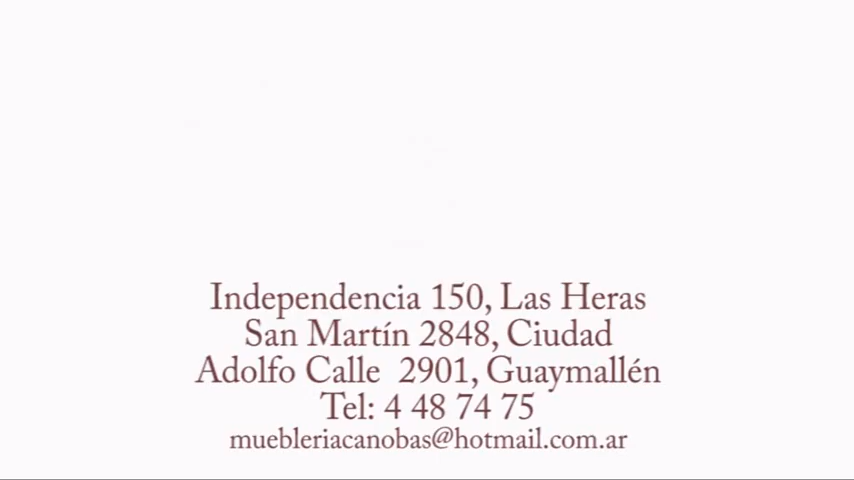 Independencia 150, Las Heras
San Martín 2848, Ciudad
Adolfo Calle 2901, Guaymallén
Tel: 4 48 74 75
muebleriacanobas@hotmail.com.ar